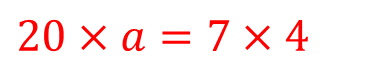 20 × a = 7 × 4